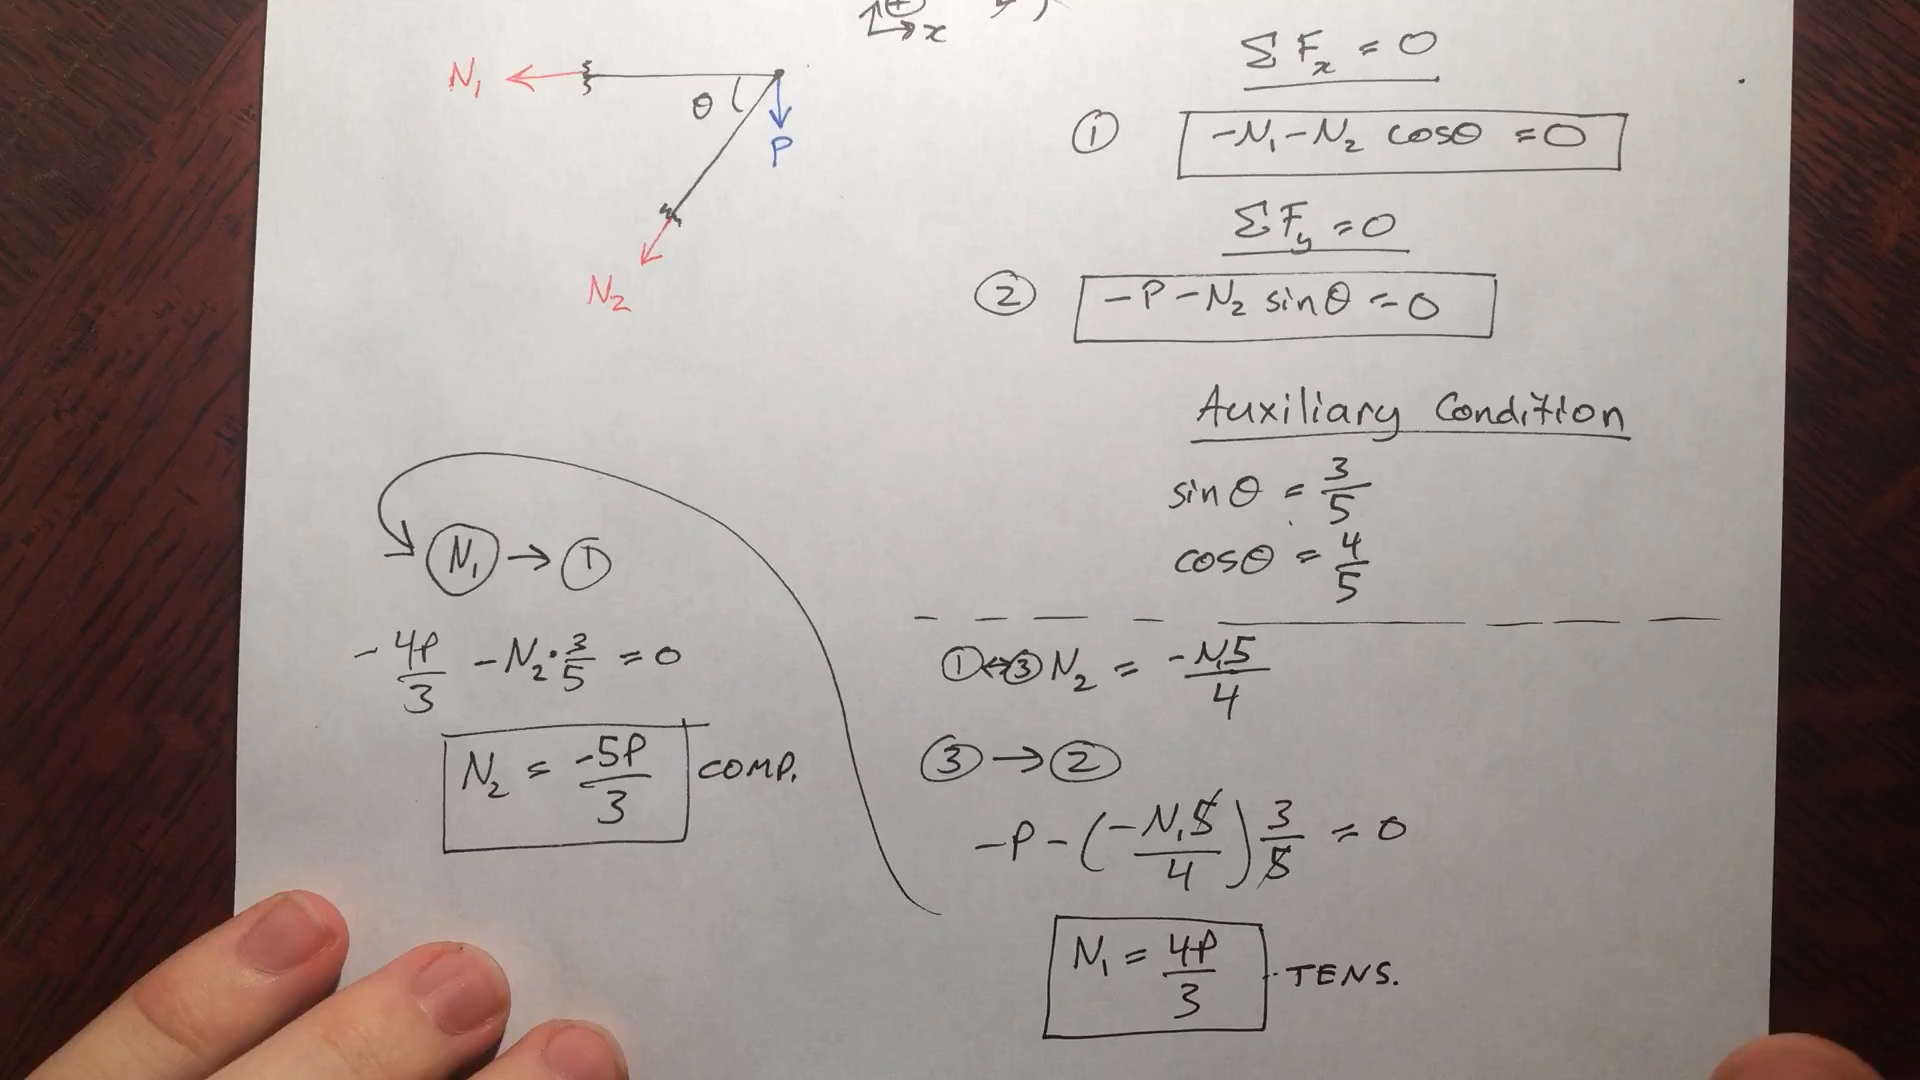 x
N₁
θ
P
N₂
ΣFx = 0
① -N₁ - N₂ cosθ = 0
ΣFy = 0
② -P - N₂ sinθ = 0
Auxiliary Condition
sinθ = 3/5
cosθ = 4/5
①↔③ N₂ = -N₁5/4
③ → ②
-P - (-N₁5/4) 3/5 = 0
N₁ = 4P/3 TENS.
N₁ → ①
-4P/3 - N₂ · 3/5 = 0
N₂ = -5P/3 COMP.